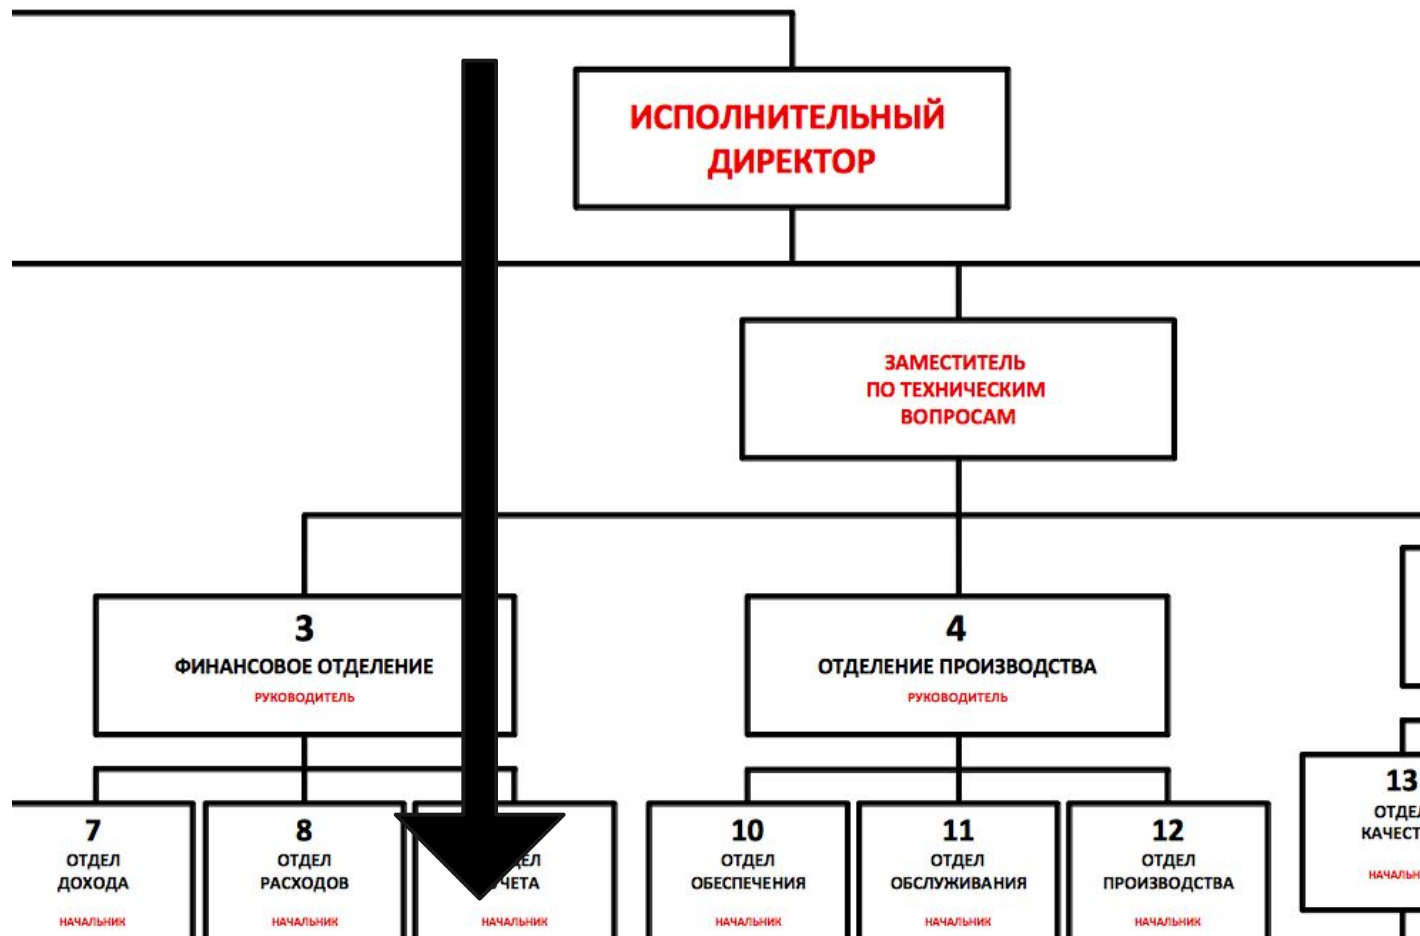 ИСПОЛНИТЕЛЬНЫЙ
ДИРЕКТОР
ЗАМЕСТИТЕЛЬ
ПО ТЕХНИЧЕСКИМ
ВОПРОСАМ
3
ФИНАНСОВОЕ ОТДЕЛЕНИЕ
РУКОВОДИТЕЛЬ
4
ОТДЕЛЕНИЕ ПРОИЗВОДСТВА
РУКОВОДИТЕЛЬ
7
ОТДЕЛ
ДОХОДА
НАЧАЛЬНИК
8
ОТДЕЛ
РАСХОДОВ
НАЧАЛЬНИК
НАЧАЛЬНИК
10
ОТДЕЛ
ОБЕСПЕЧЕНИЯ
НАЧАЛЬНИК
11
ОТДЕЛ
ОБСЛУЖИВАНИЯ
НАЧАЛЬНИК
12
ОТДЕЛ
ПРОИЗВОДСТВА
НАЧАЛЬНИК
13